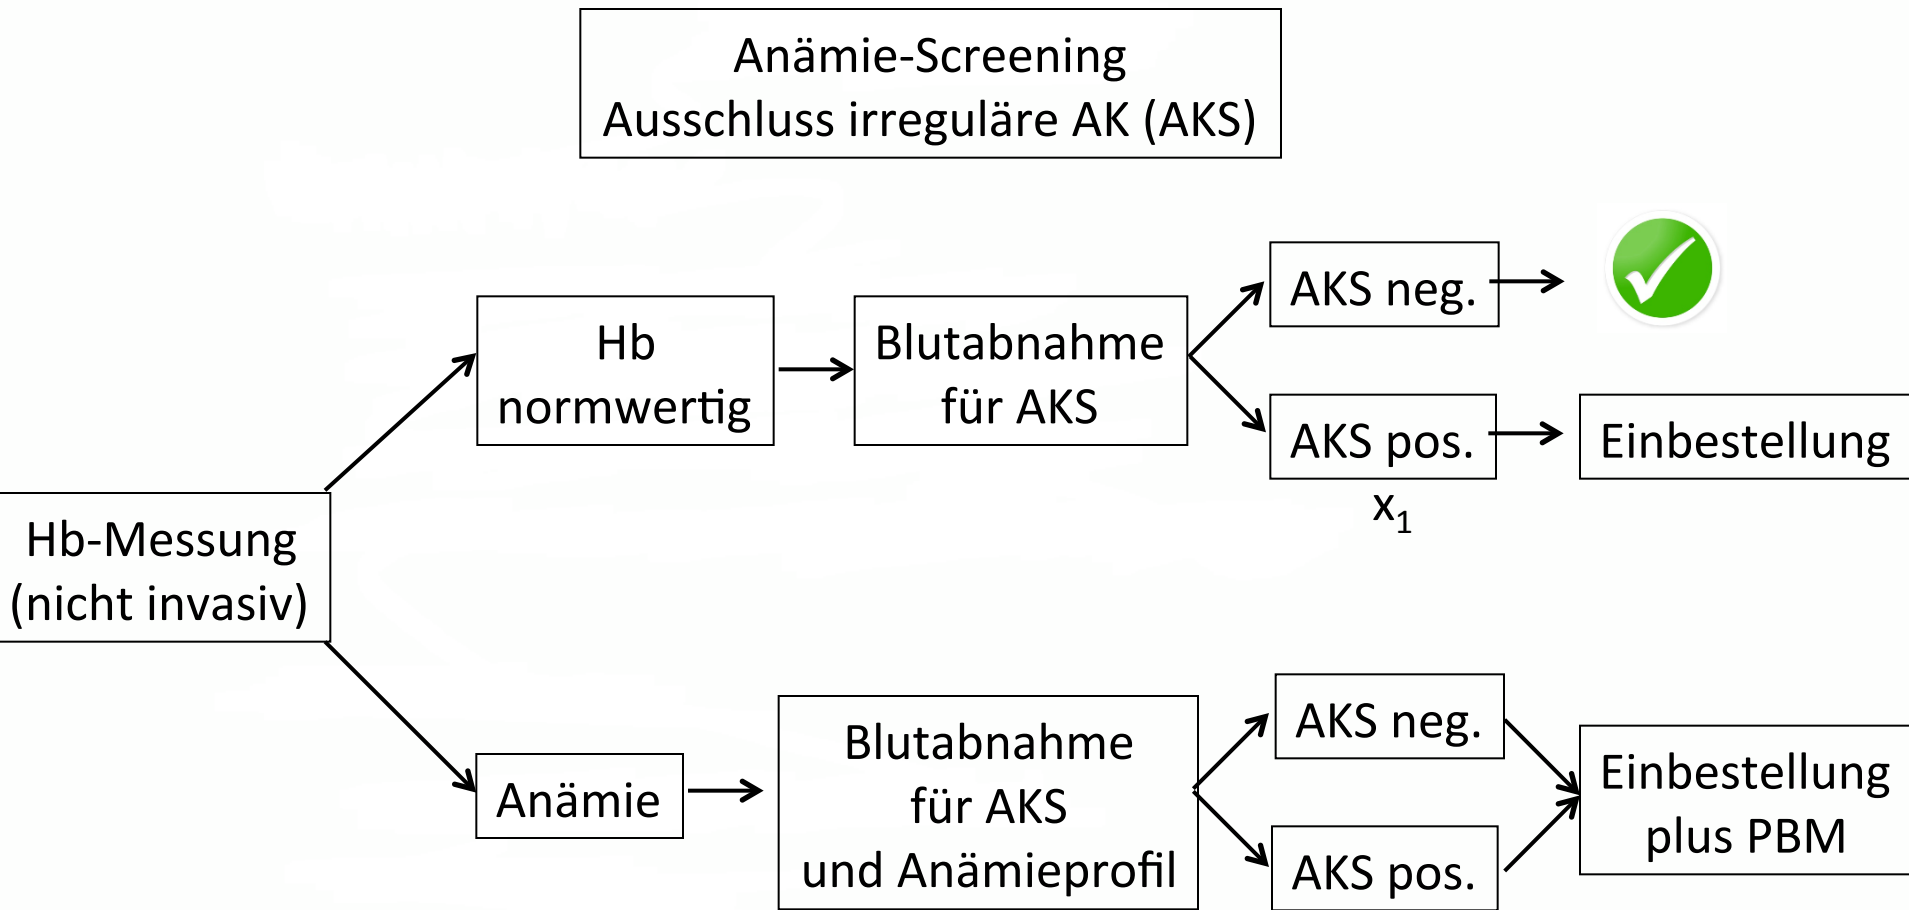 Anämie-Screening
Ausschluss irreguläre AK (AKS)
Hb-Messung
(nicht invasiv)
Hb
normwertig
Blutabnahme
für AKS
AKS neg.
AKS pos.
x₁
Einbestellung
Anämie
Blutabnahme
für AKS
und Anämieprofil
AKS neg.
AKS pos.
Einbestellung
plus PBM